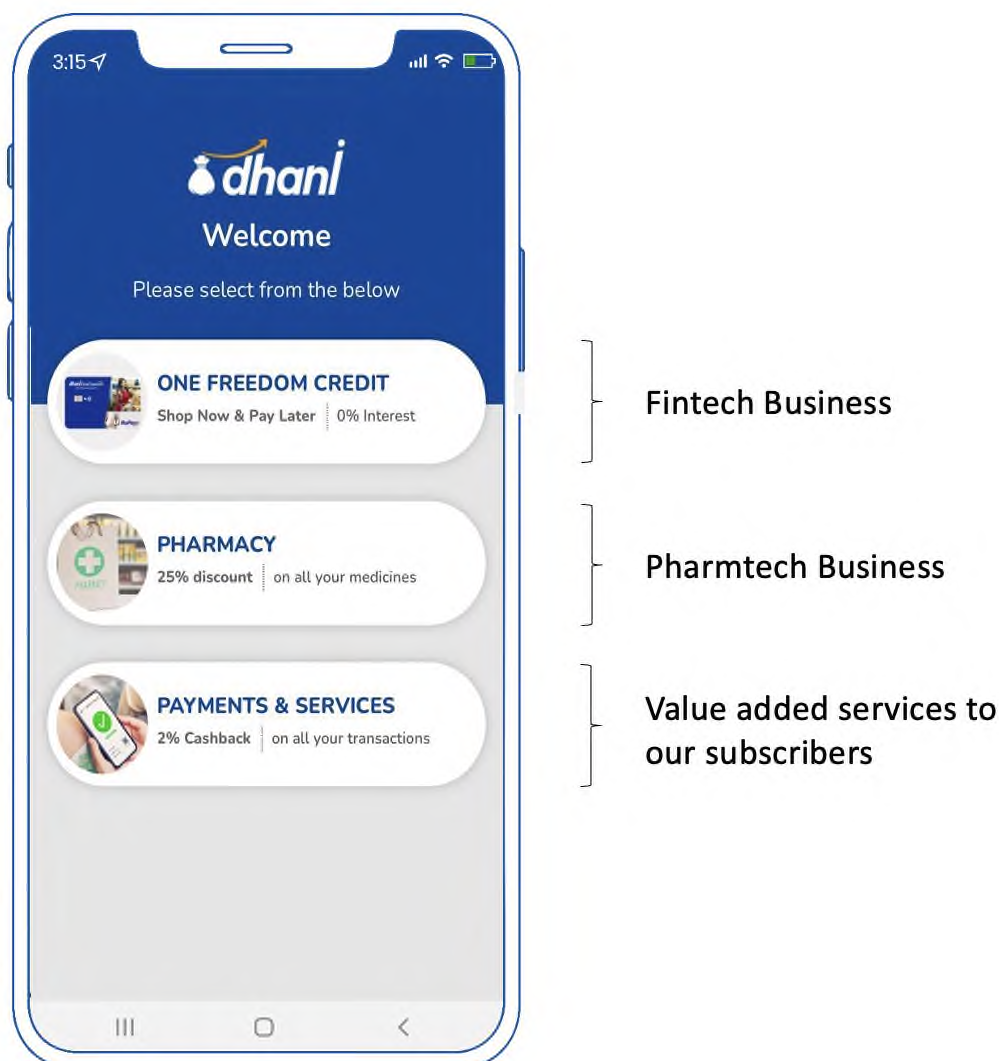 3:15
dhani
Welcome
Please select from the below
ONE FREEDOM CREDIT
Shop Now & Pay Later 0% Interest
Fintech Business
PHARMACY
25% discount on all your medicines
PHARMACY
Pharmtech Business
PAYMENTS & SERVICES
2% Cashback on all your transactions
Value added services to
our subscribers